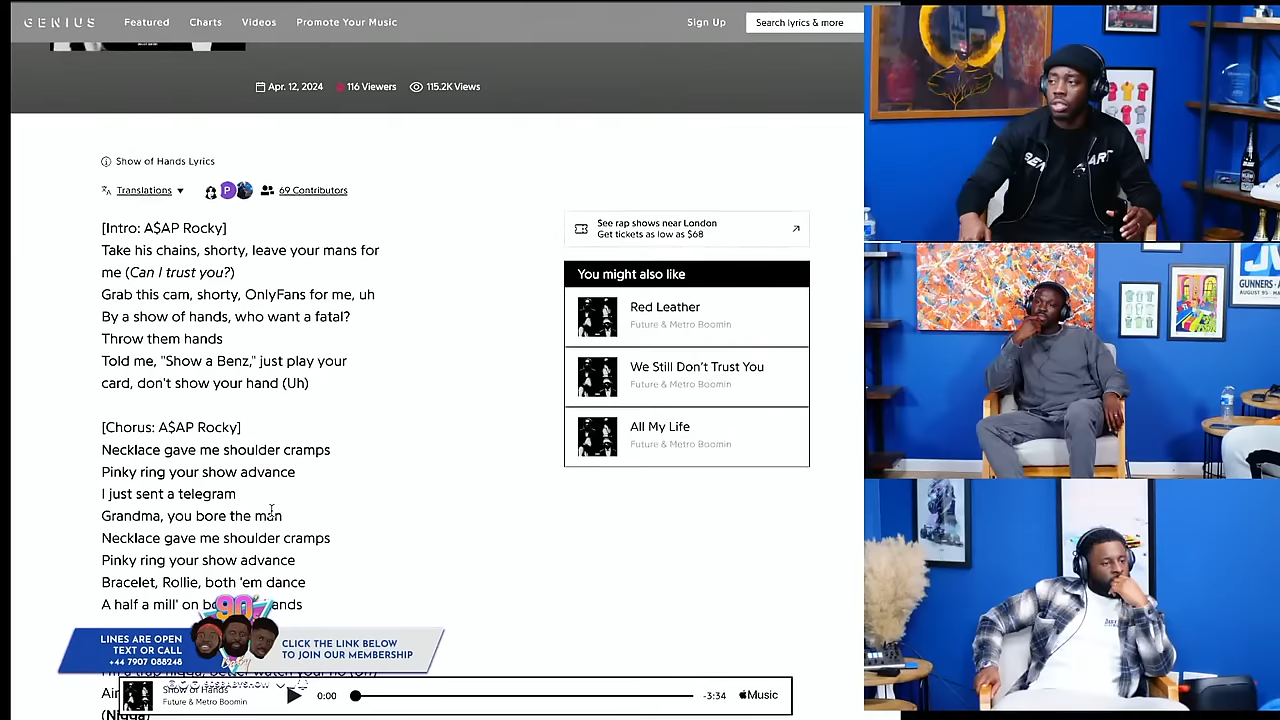 GENIUS
Featured
Charts
Videos
Promote Your Music
Sign Up
Search lyrics & more
Apr. 12, 2024
116 Viewers
115.2K Views
Show of Hands Lyrics
Translations
P
69 Contributors
[Intro: A$AP Rocky]
Take his chains, shorty, leave your mans for
me (Can I trust you?)
Grab this cam, shorty, OnlyFans for me, uh
By a show of hands, who want a fatal?
Throw them hands
Told me, "Show a Benz," just play your
card, don't show your hand (Uh)
[Chorus: A$AP Rocky]
Necklace gave me shoulder cramps
Pinky ring your show advance
I just sent a telegram
Grandma, you bore the man
Necklace gave me shoulder cramps
Pinky ring your show advance
Bracelet, Rollie, both 'em dance
A half a mill' on
See rap shows near London
Get tickets as low as $68
You might also like
Red Leather
Future & Metro Boomin
We Still Don't Trust You
Future & Metro Boomin
All My Life
Future & Metro Boomin
90
LINES ARE OPEN
TEXT OR CALL
+44 7907 088248
CLICK THE LINK BELOW
TO JOIN OUR MEMBERSHIP
Show of Hands
Future & Metro Boomin
0:00
-3:34
Music
(Nigga)
GUNNERS